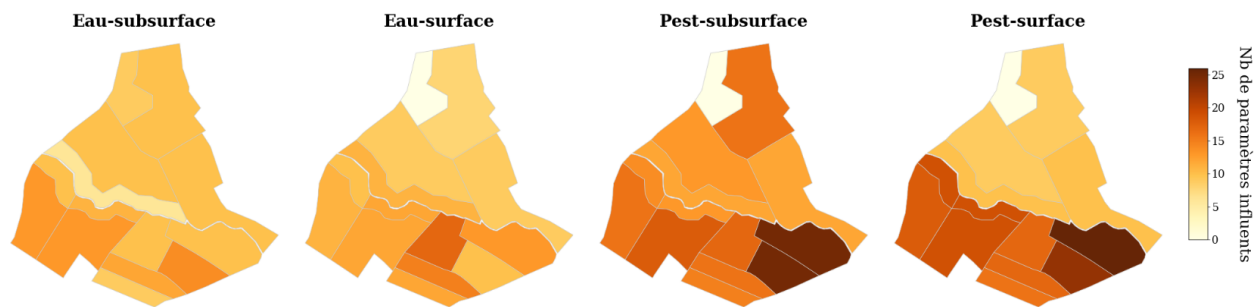 Eau-subsurface
Eau-surface
Pest-subsurface
Pest-surface
25
20
15
10
5
0
Nb de paramètres influents